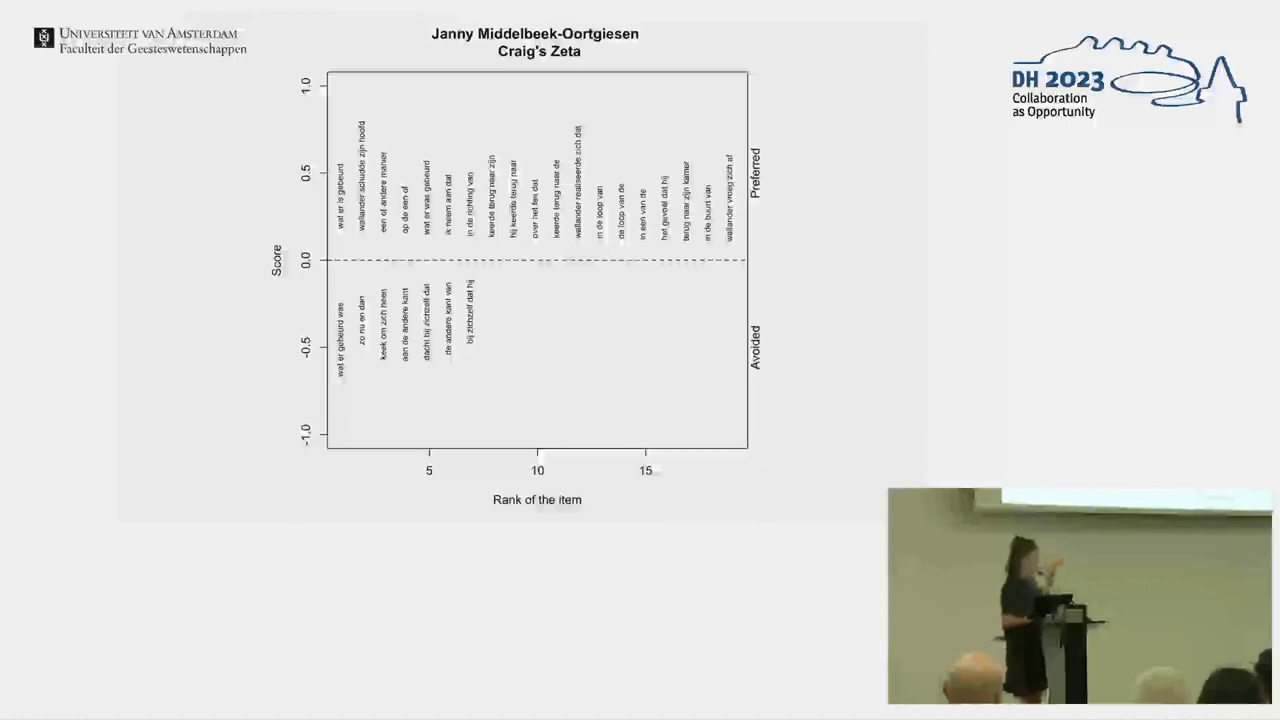 UNIVERSITEIT VAN AMSTERDAM
Faculteit der Geesteswetenschappen
Janny Middelbeek-Oortgiesen
Craig's Zeta
DH 2023
Collaboration
as Opportunity
Score
1.0
0.5
0.0
-0.5
-1.0
wat er is gebeurd
wallander schudde zijn hoofd
een of andere manier
op de een of
wat er was gebeurd
ik neem aan dat
in de richting van
keerde terug naar zijn
hij keerde terug naar
over het feit dat
keerde terug naar de
wallander realiseerde zich dat
in de loop van
de loop van de
in een van de
het gevoel dat hij
terug naar zijn kamer
in de buurt van
wallander vroeg zich af
Preferred
wat er gebeurd was
zo nu en dan
keek om zich heen
aan de andere kant
dacht bij zichzelf dat
de andere kant van
bij zichzelf dat hij
Avoided
5
10
15
Rank of the item